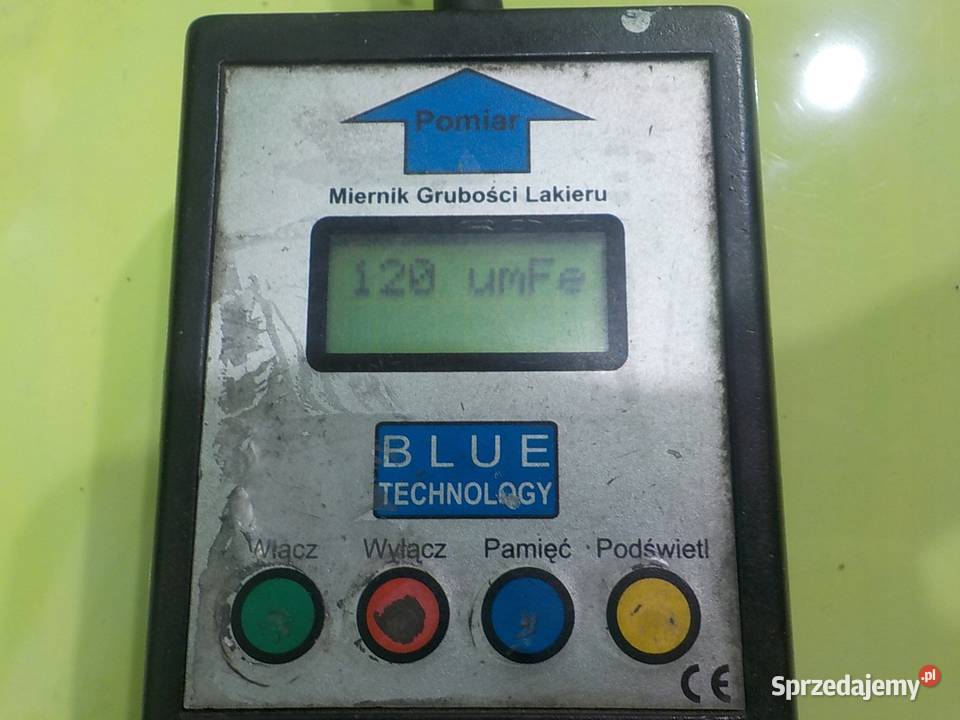 Pomiar
Miernik Grubości Lakieru
120 umFe
BLUE
TECHNOLOGY
Włącz Wyłącz Pamięć Podświetl
CE
Sprzedajemy.pl